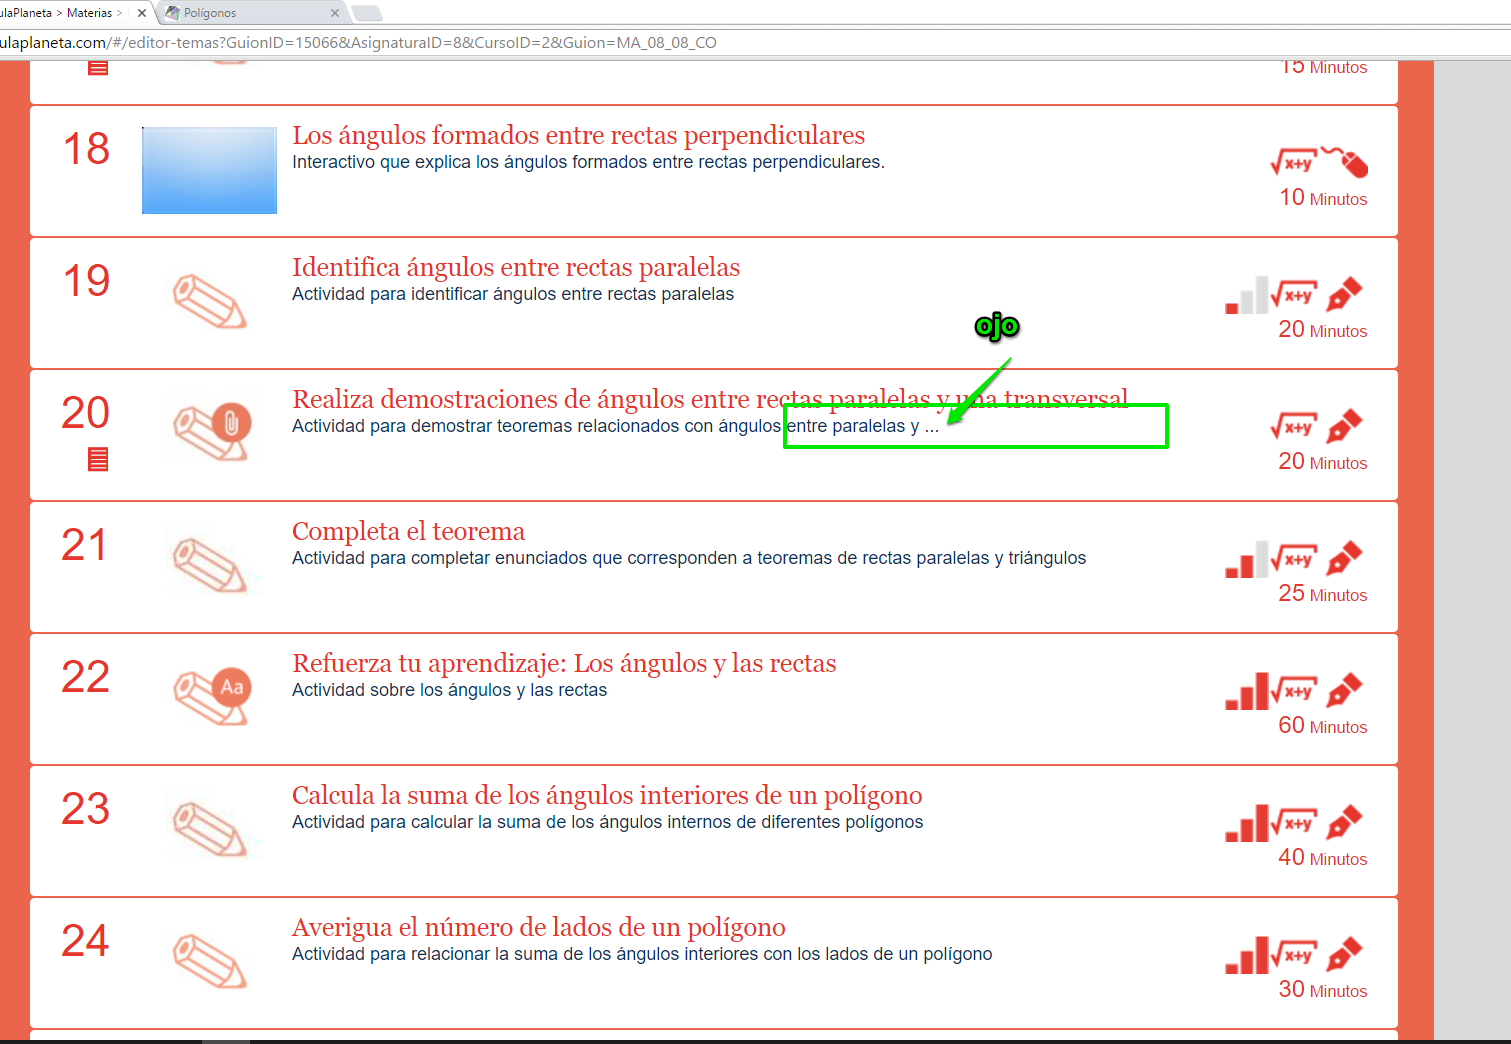 ulaPlaneta > Materias >
Polígonos
ulaplaneta.com/#/editor-temas?GuionID=15066&AsignaturaID=8&CursoID=2&Guion=MA_08_08_CO
15 Minutos
18
Los ángulos formados entre rectas perpendiculares
Interactivo que explica los ángulos formados entre rectas perpendiculares.
x+y
10 Minutos
19
Identifica ángulos entre rectas paralelas
Actividad para identificar ángulos entre rectas paralelas
x+y
20 Minutos
ojo
20
Realiza demostraciones de ángulos entre rectas paralelas y una transversal
Actividad para demostrar teoremas relacionados con ángulos entre paralelas y ...
x+y
20 Minutos
21
Completa el teorema
Actividad para completar enunciados que corresponden a teoremas de rectas paralelas y triángulos
x+y
25 Minutos
22
Aa
Refuerza tu aprendizaje: Los ángulos y las rectas
Actividad sobre los ángulos y las rectas
x+y
60 Minutos
23
Calcula la suma de los ángulos interiores de un polígono
Actividad para calcular la suma de los ángulos internos de diferentes polígonos
x+y
40 Minutos
24
Averigua el número de lados de un polígono
Actividad para relacionar la suma de los ángulos interiores con los lados de un polígono
x+y
30 Minutos